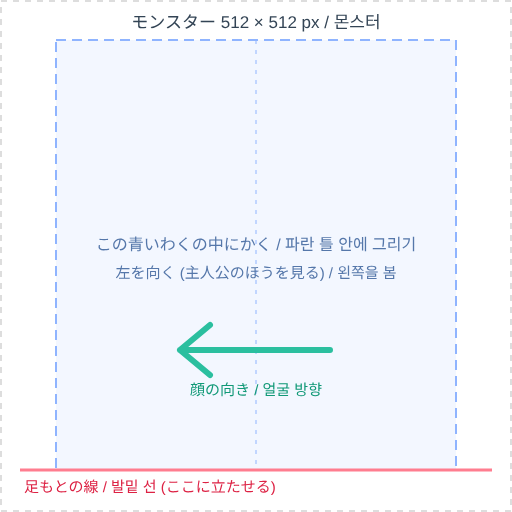 モンスター 512 × 512 px / 몬스터
この青いわくの中にかく / 파란 틀 안에 그리기
左を向く (主人公のほうを見る) / 왼쪽을 봄
顔の向き / 얼굴 방향
足もとの線 / 발밑 선 (ここに立たせる)